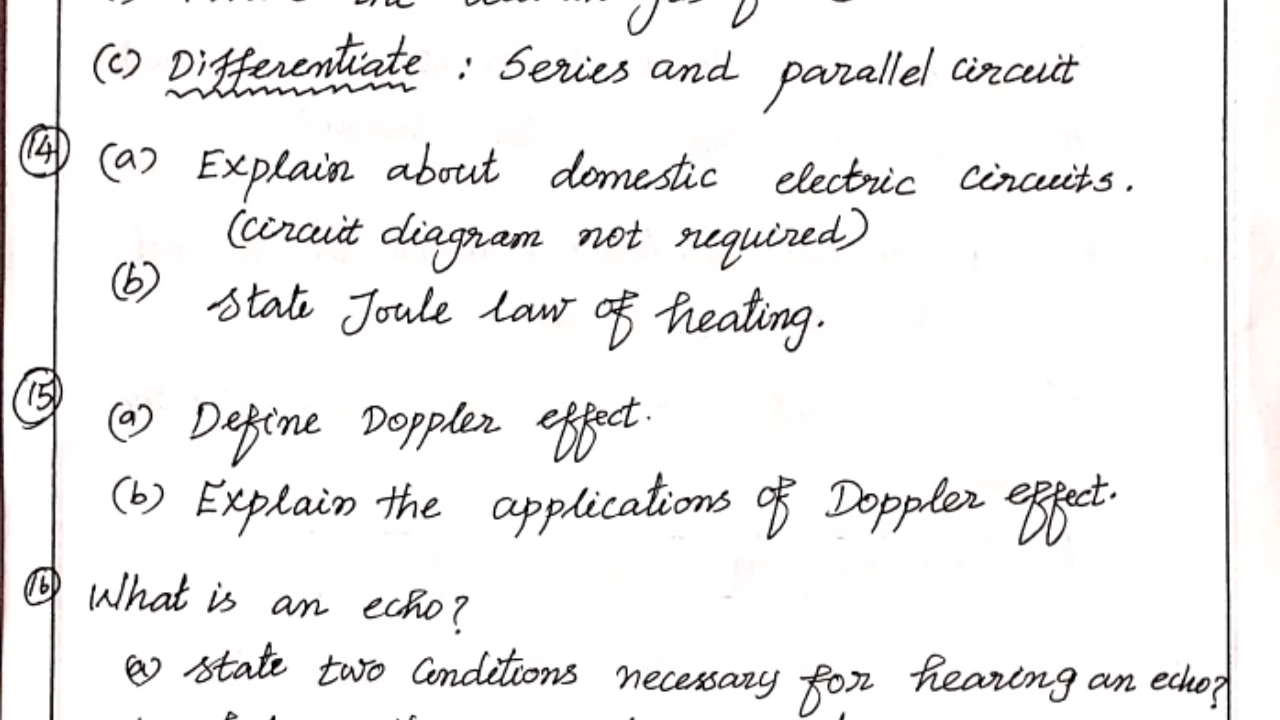 the
(c) Differentiate : Series and parallel circuit
14 (a) Explain about domestic electric circuits.
(circuit diagram not required)
(b) State Joule law of heating.
15 (a) Define Doppler effect.
(b) Explain the applications of Doppler effect.
16 What is an echo?
(a) state two conditions necessary for hearing an echo?